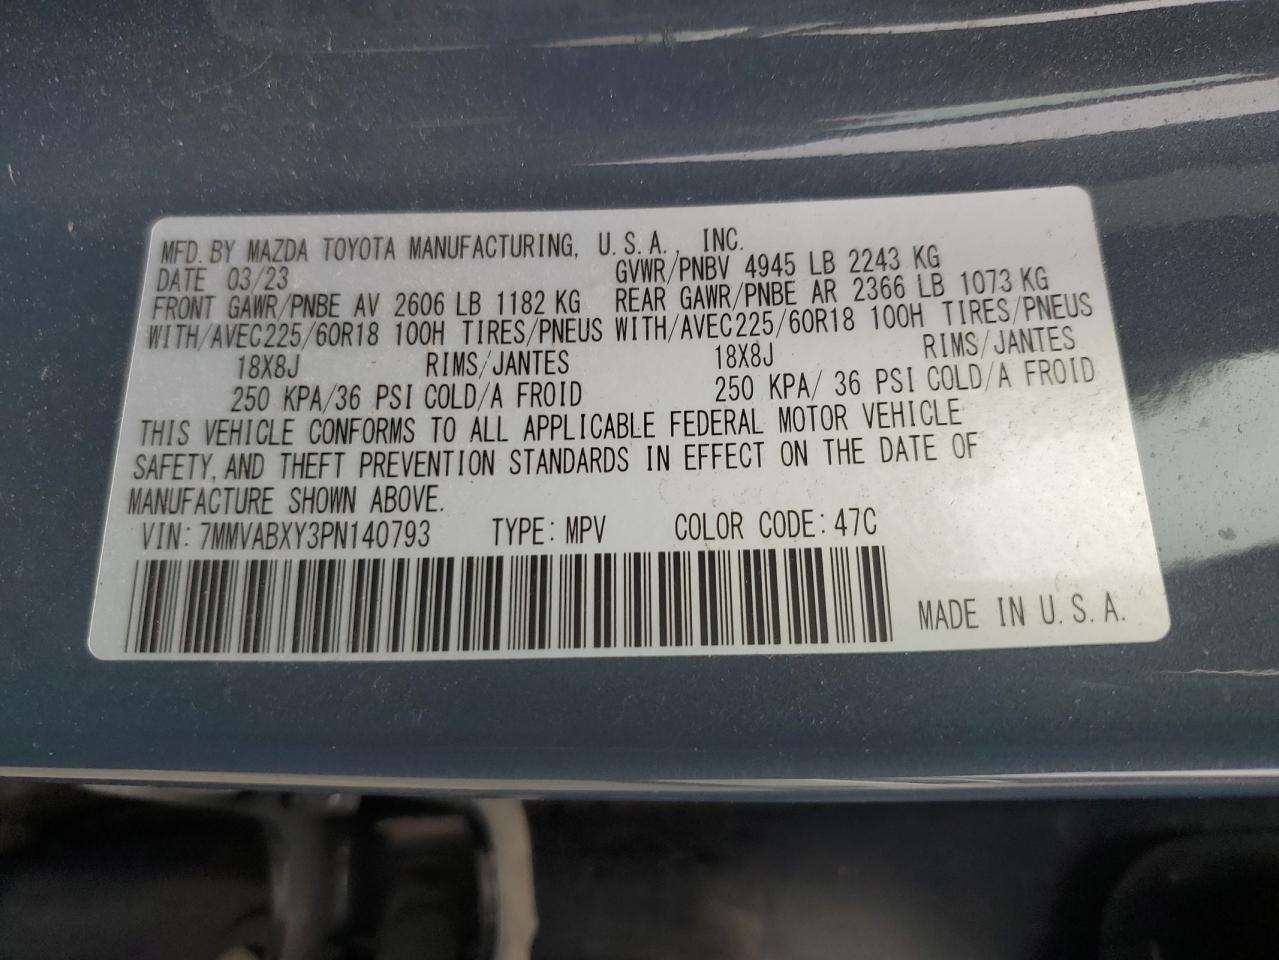 MFD. BY MAZDA TOYOTA MANUFACTURING, U.S.A., INC.
DATE 03/23 GVWR/PNBV 4945 LB 2243 KG
FRONT GAWR/PNBE AV 2606 LB 1182 KG REAR GAWR/PNBE AR 2366 LB 1073 KG
WITH/AVEC225/60R18 100H TIRES/PNEUS WITH/AVEC225/60R18 100H TIRES/PNEUS
18X8J RIMS/JANTES 18X8J RIMS/JANTES
250 KPA/36 PSI COLD/A FROID 250 KPA/ 36 PSI COLD/A FROID
THIS VEHICLE CONFORMS TO ALL APPLICABLE FEDERAL MOTOR VEHICLE
SAFETY, AND THEFT PREVENTION STANDARDS IN EFFECT ON THE DATE OF
MANUFACTURE SHOWN ABOVE.
VIN: 7MMVABXY3PN140793 TYPE: MPV COLOR CODE: 47C
MADE IN U.S.A.